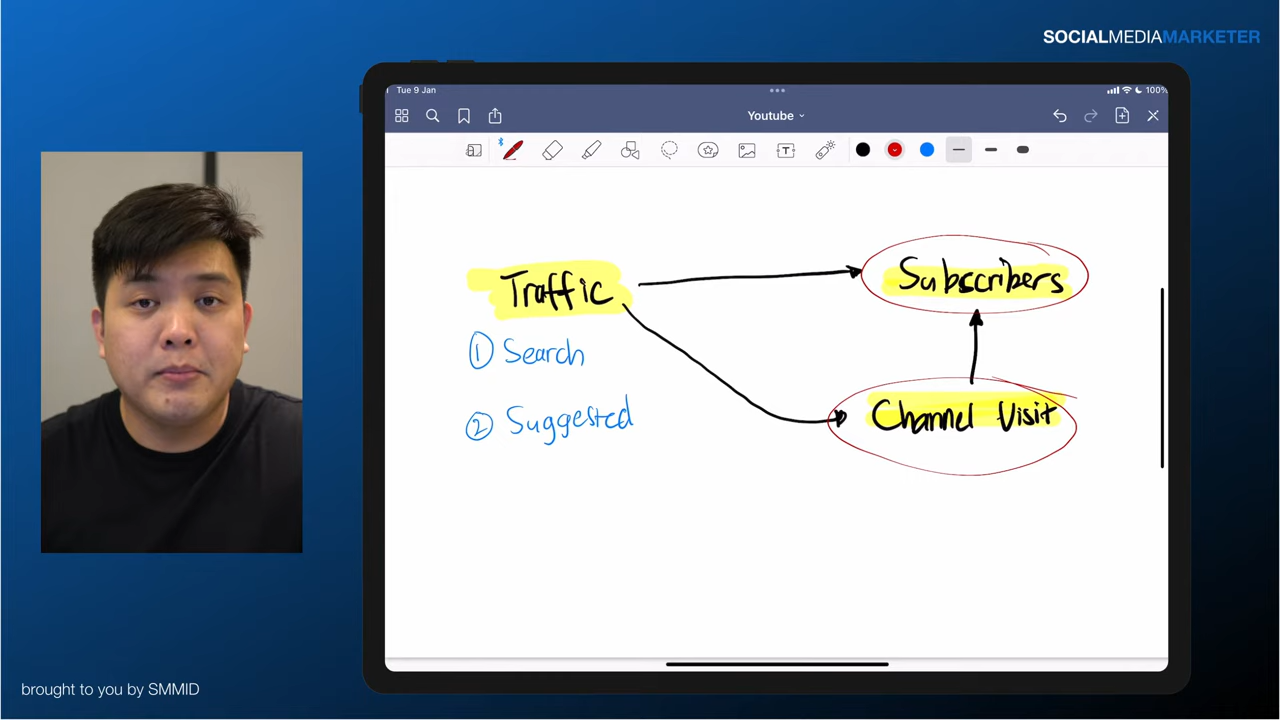 SOCIALMEDIAMARKETER
Tue 9 Jan
100%
Youtube
T
Traffic
Subscribers
① Search
② Suggested
Channel Visit
brought to you by SMMID